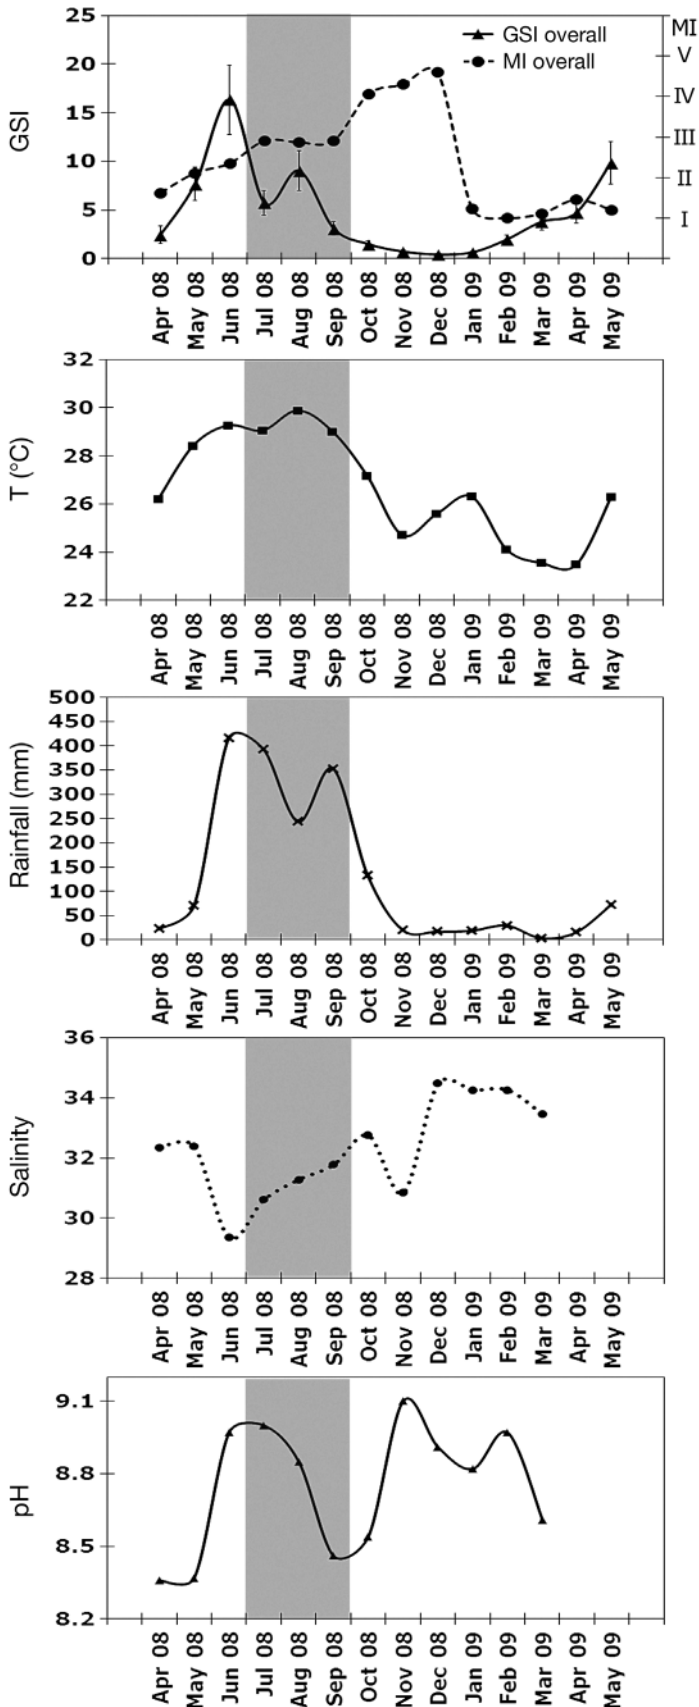 25
20
15
10
5
0
GSI
GSI overall
MI overall
MI
V
IV
III
II
I
Apr 08
May 08
Jun 08
Jul 08
Aug 08
Sep 08
Oct 08
Nov 08
Dec 08
Jan 09
Feb 09
Mar 09
Apr 09
May 09
32
30
28
26
24
22
T (°C)
Apr 08
May 08
Jun 08
Jul 08
Aug 08
Sep 08
Oct 08
Nov 08
Dec 08
Jan 09
Feb 09
Mar 09
Apr 09
May 09
500
450
400
350
300
250
200
150
100
50
0
Rainfall (mm)
Apr 08
May 08
Jun 08
Jul 08
Aug 08
Sep 08
Oct 08
Nov 08
Dec 08
Jan 09
Feb 09
Mar 09
Apr 09
May 09
36
34
32
30
28
Salinity
Apr 08
May 08
Jun 08
Jul 08
Aug 08
Sep 08
Oct 08
Nov 08
Dec 08
Jan 09
Feb 09
Mar 09
Apr 09
May 09
9.1
8.8
8.5
8.2
pH
Apr 08
May 08
Jun 08
Jul 08
Aug 08
Sep 08
Oct 08
Nov 08
Dec 08
Jan 09
Feb 09
Mar 09
Apr 09
May 09